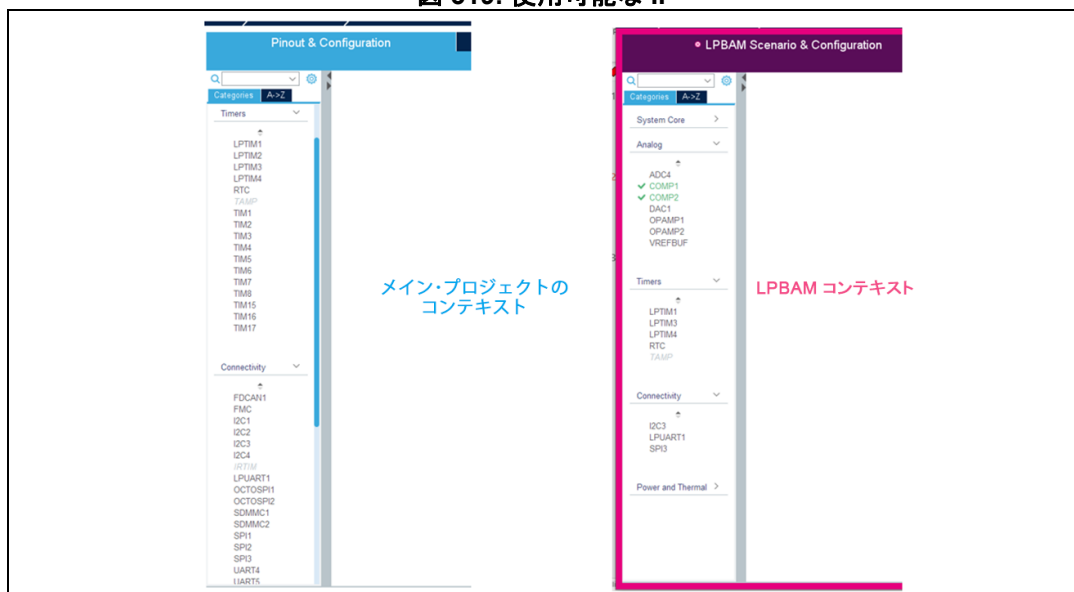 Pinout & Configuration
Categories A->Z
Timers
LPTIM1
LPTIM2
LPTIM3
LPTIM4
RTC
TAMP
TIM1
TIM2
TIM3
TIM4
TIM5
TIM6
TIM7
TIM8
TIM15
TIM16
TIM17
Connectivity
FDCAN1
FMC
I2C1
I2C2
I2C3
I2C4
IRTIM
LPUART1
OCTOSPI1
OCTOSPI2
SDMMC1
SDMMC2
SPI1
SPI2
SPI3
UART4
UART5
メイン・プロジェクトの
コンテキスト
LPBAM Scenario & Configuration
Categories A->Z
System Core
Analog
ADC4
COMP1
COMP2
DAC1
OPAMP1
OPAMP2
VREFBUF
Timers
LPTIM1
LPTIM3
LPTIM4
RTC
TAMP
Connectivity
I2C3
LPUART1
SPI3
Power and Thermal
LPBAM コンテキスト